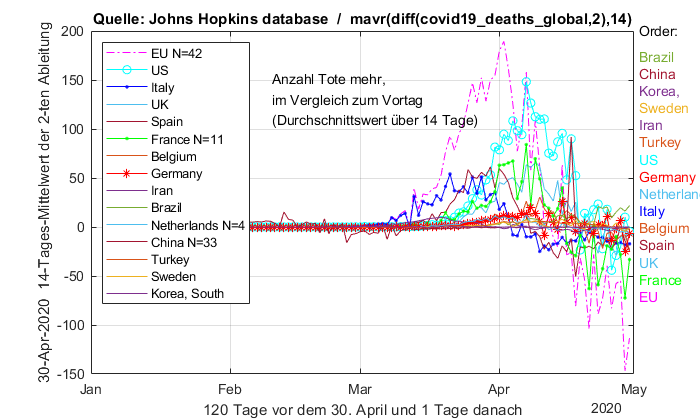 Quelle: Johns Hopkins database / mavr(diff(covid19_deaths_global,2),14)
Order:
30-Apr-2020 14-Tages-Mittelwert der 2-ten Ableitung
200
150
100
50
0
-50
-100
-150
EU N=42
US
Italy
UK
Spain
France N=11
Belgium
Germany
Iran
Brazil
Netherlands N=4
China N=33
Turkey
Sweden
Korea, South
Anzahl Tote mehr,
im Vergleich zum Vortag
(Durchschnittswert über 14 Tage)
Brazil
China
Korea,
Sweden
Iran
Turkey
US
Germany
Netherlan
Italy
Belgium
Spain
UK
France
EU
Jan
Feb
Mar
Apr
May
120 Tage vor dem 30. April und 1 Tage danach
2020